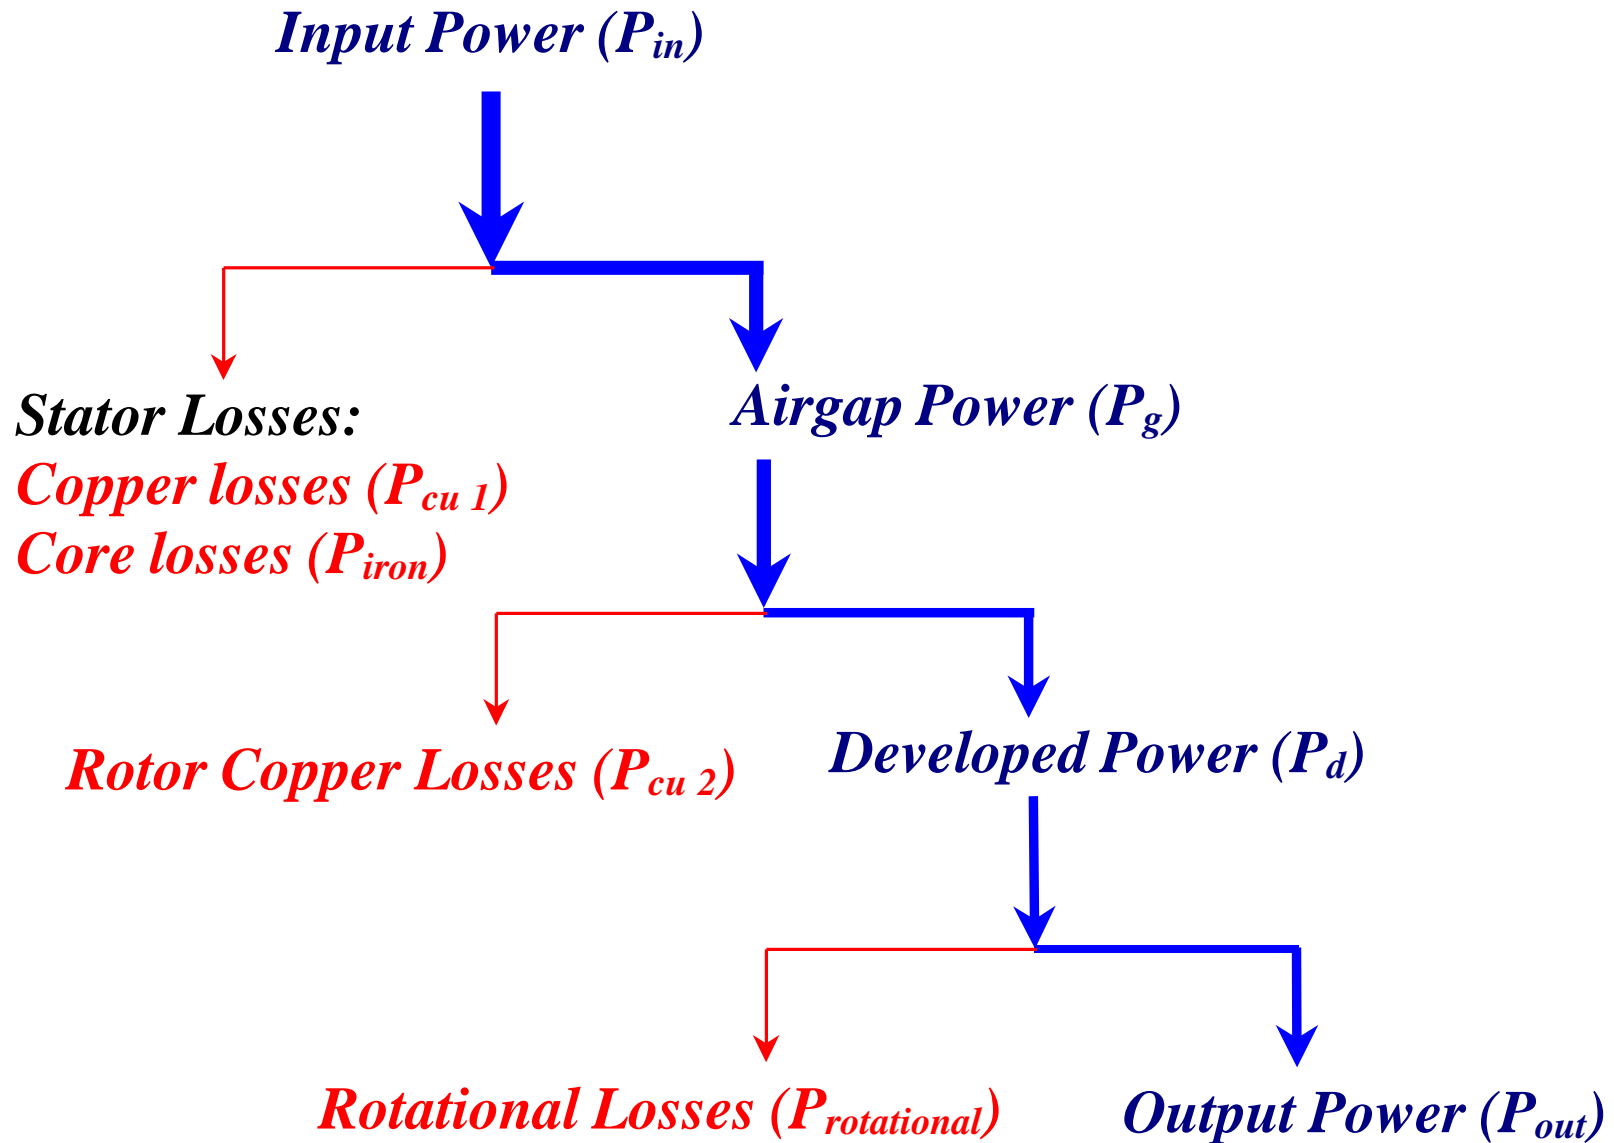 Input Power (Pin)
Stator Losses:
Copper losses (Pcu 1)
Core losses (Piron)
Airgap Power (Pg)
Rotor Copper Losses (Pcu 2)
Developed Power (Pd)
Rotational Losses (Protational)
Output Power (Pout)